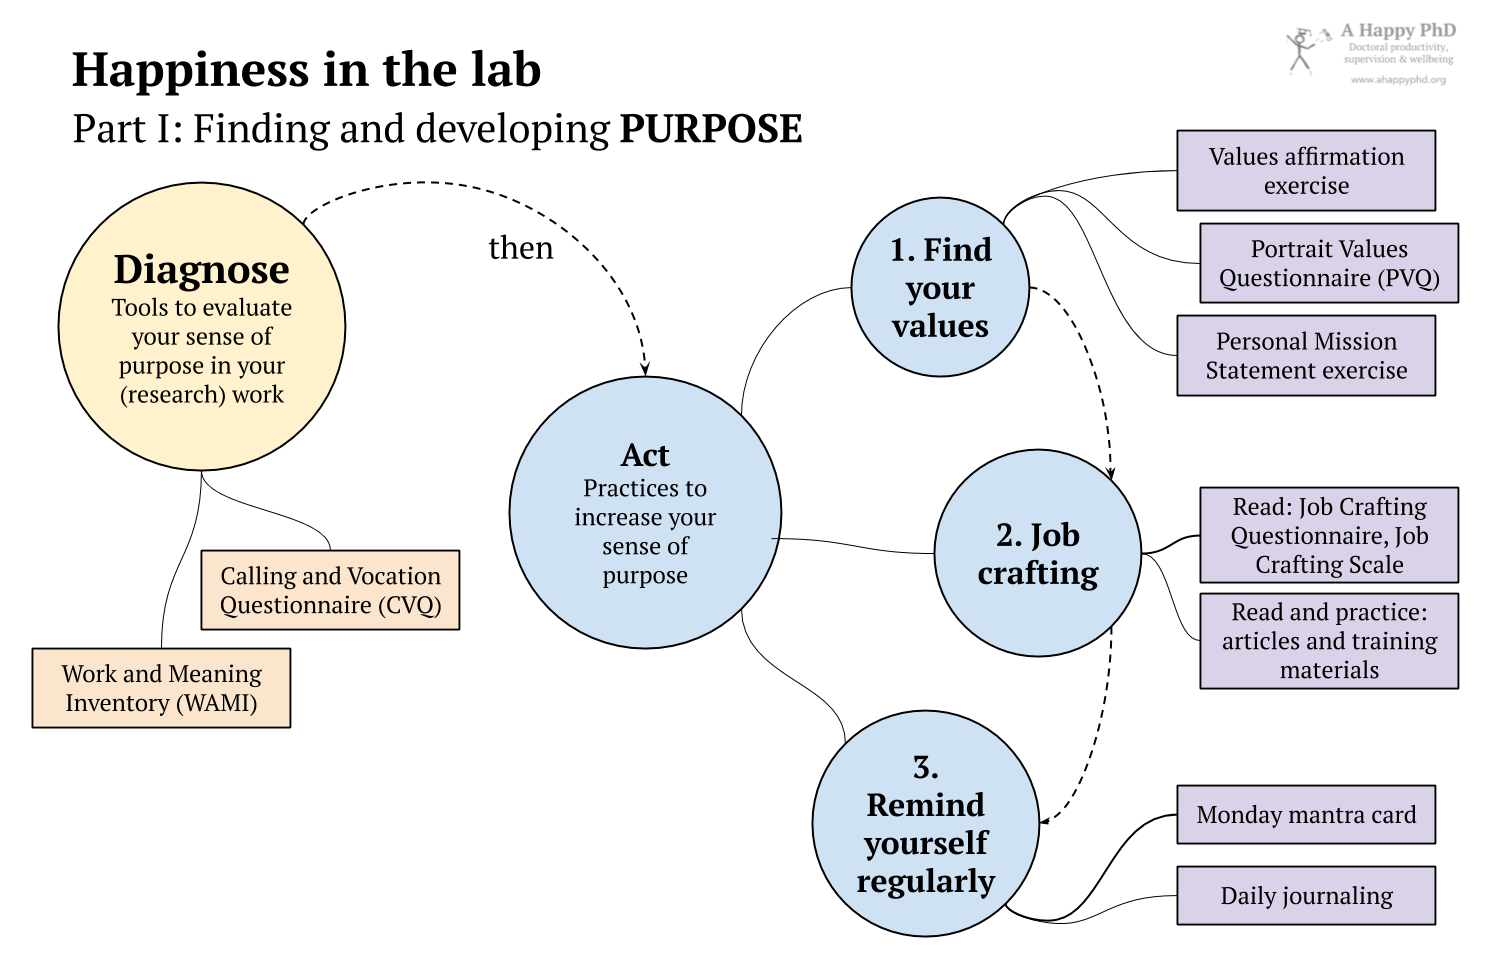 Happiness in the lab
Part I: Finding and developing PURPOSE
A Happy PhD
Doctoral productivity,
supervision & wellbeing
www.ahappyphd.org
Diagnose
Tools to evaluate
your sense of
purpose in your
(research) work
then
Calling and Vocation
Questionnaire (CVQ)
Work and Meaning
Inventory (WAMI)
Act
Practices to
increase your
sense of
purpose
1. Find
your
values
Values affirmation
exercise
Portrait Values
Questionnaire (PVQ)
Personal Mission
Statement exercise
2. Job
crafting
Read: Job Crafting
Questionnaire, Job
Crafting Scale
Read and practice:
articles and training
materials
3.
Remind
yourself
regularly
Monday mantra card
Daily journaling